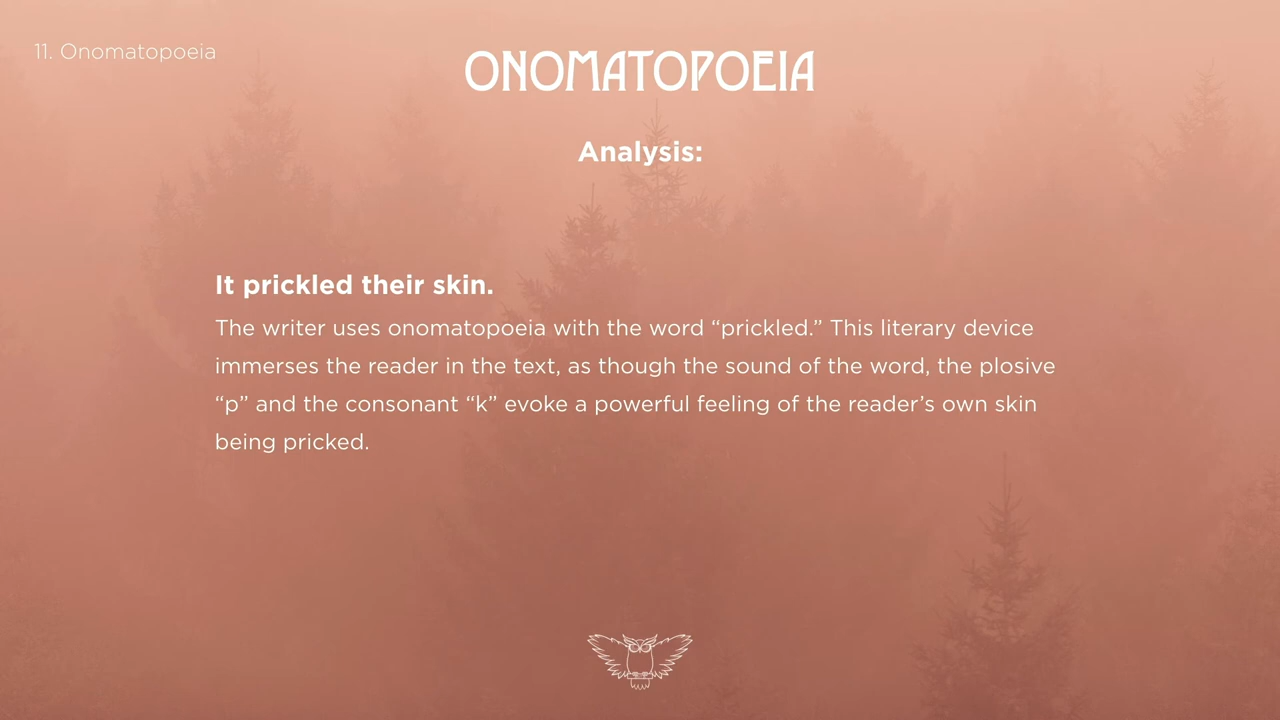 11. Onomatopoeia
ONOMATOPOEIA
Analysis:
It prickled their skin.
The writer uses onomatopoeia with the word “prickled.” This literary device
immerses the reader in the text, as though the sound of the word, the plosive
“p” and the consonant “k” evoke a powerful feeling of the reader’s own skin
being pricked.